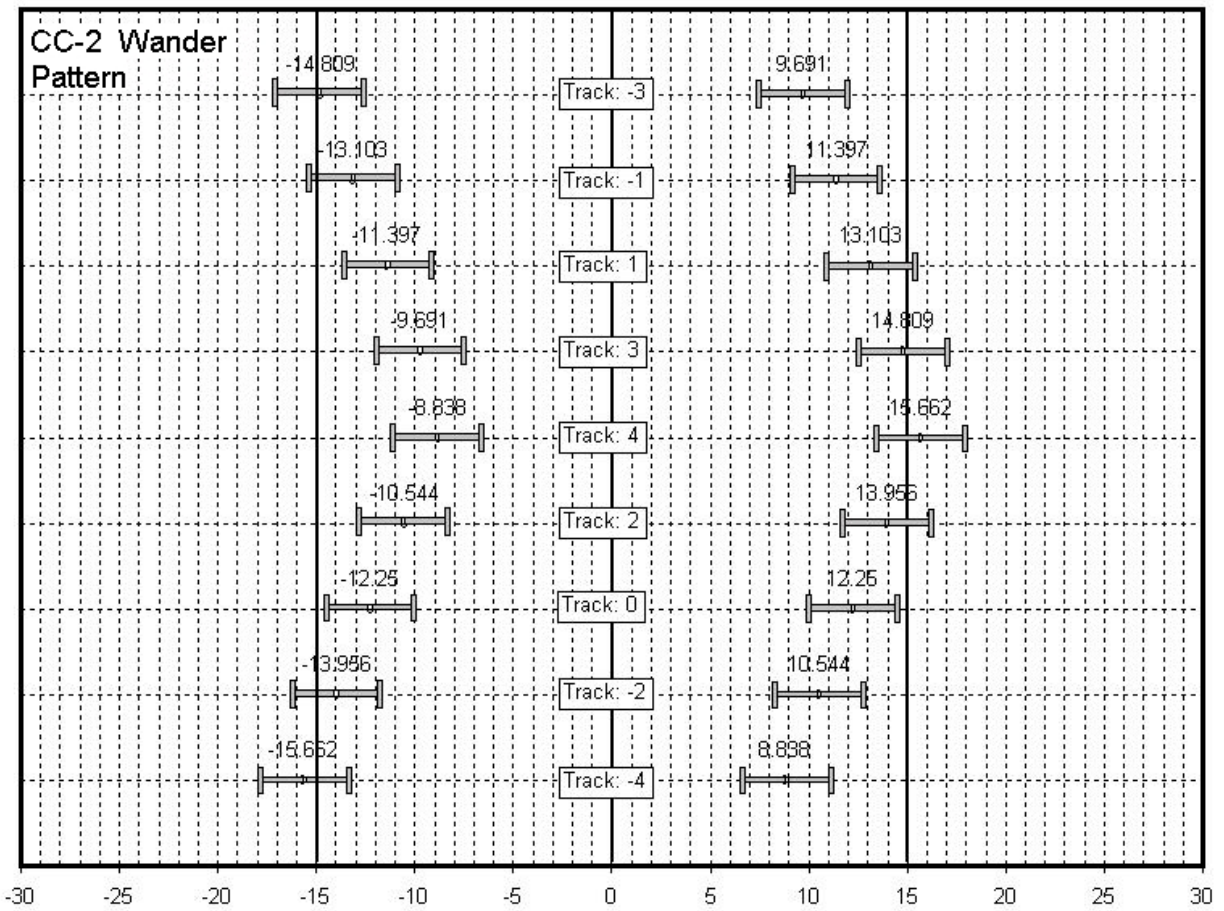 CC-2 Wander
Pattern
-14.809 Track: -3 9.691
-13.103 Track: -1 11.397
-11.397 Track: 1 13.103
-9.691 Track: 3 14.809
-8.838 Track: 4 15.662
-10.544 Track: 2 13.956
-12.25 Track: 0 12.25
-13.956 Track: -2 10.544
-15.662 Track: -4 8.838
-30 -25 -20 -15 -10 -5 0 5 10 15 20 25 30